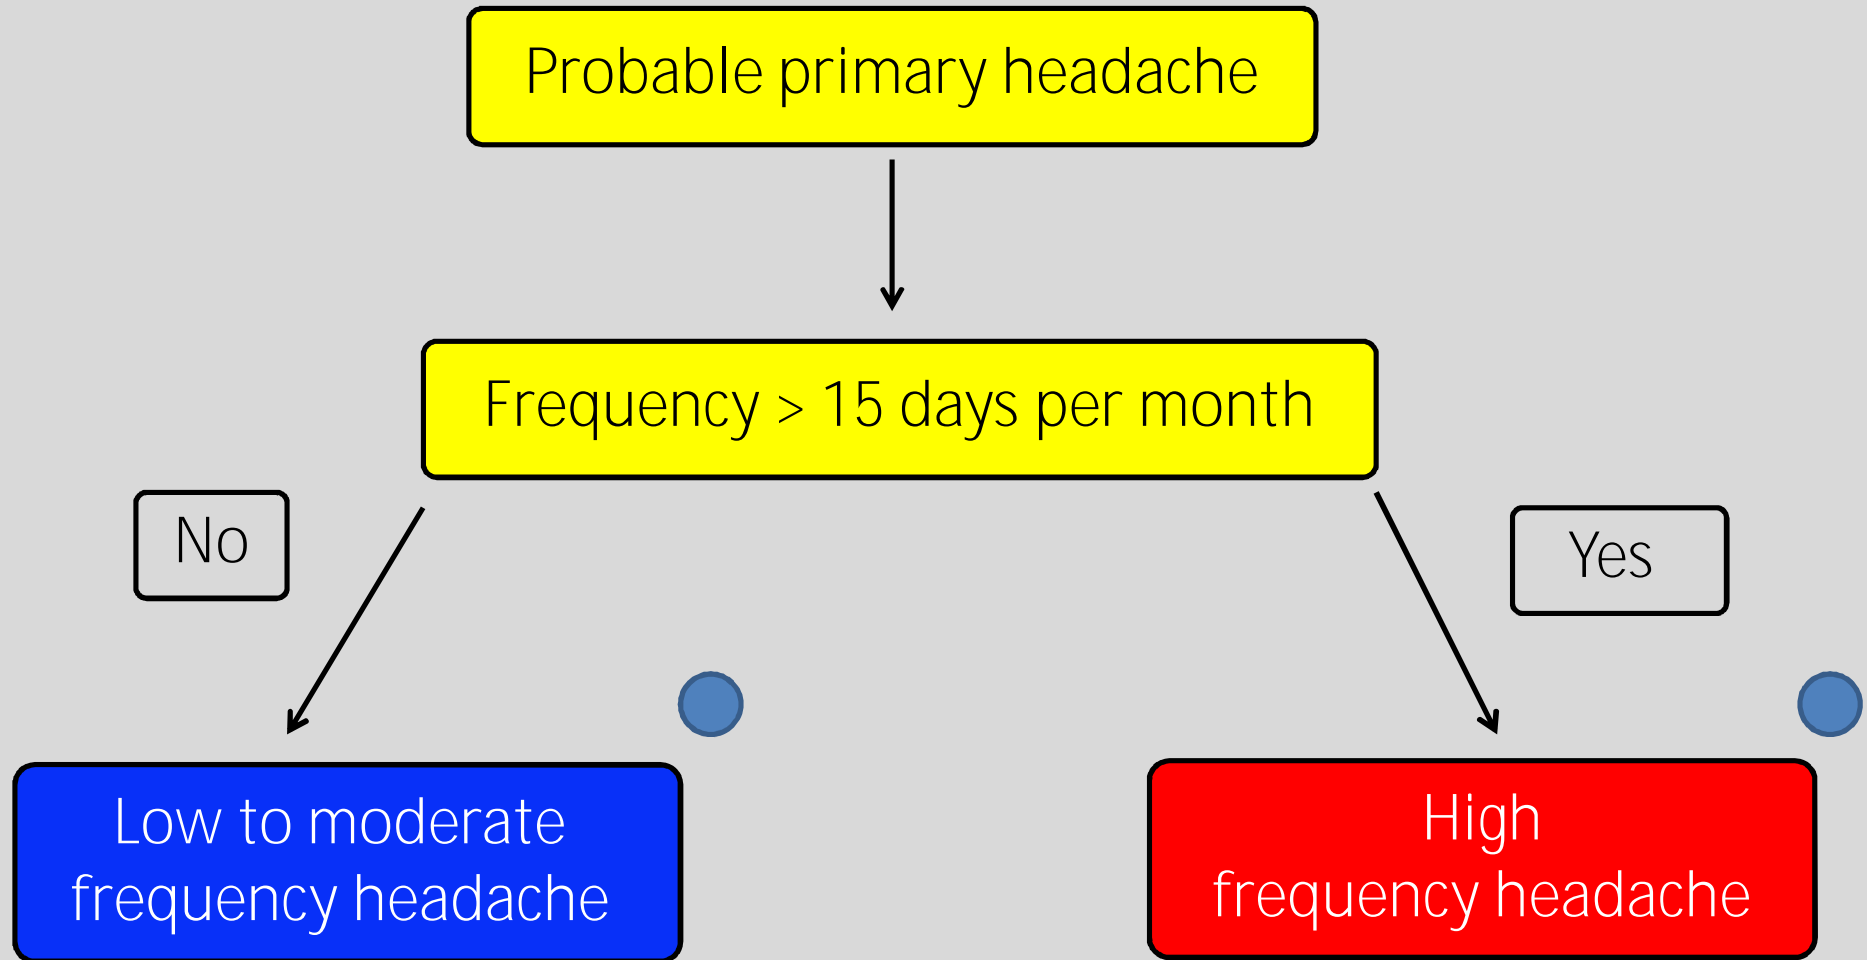 Probable primary headache
Frequency > 15 days per month
No
Yes
Low to moderate
frequency headache
High
frequency headache